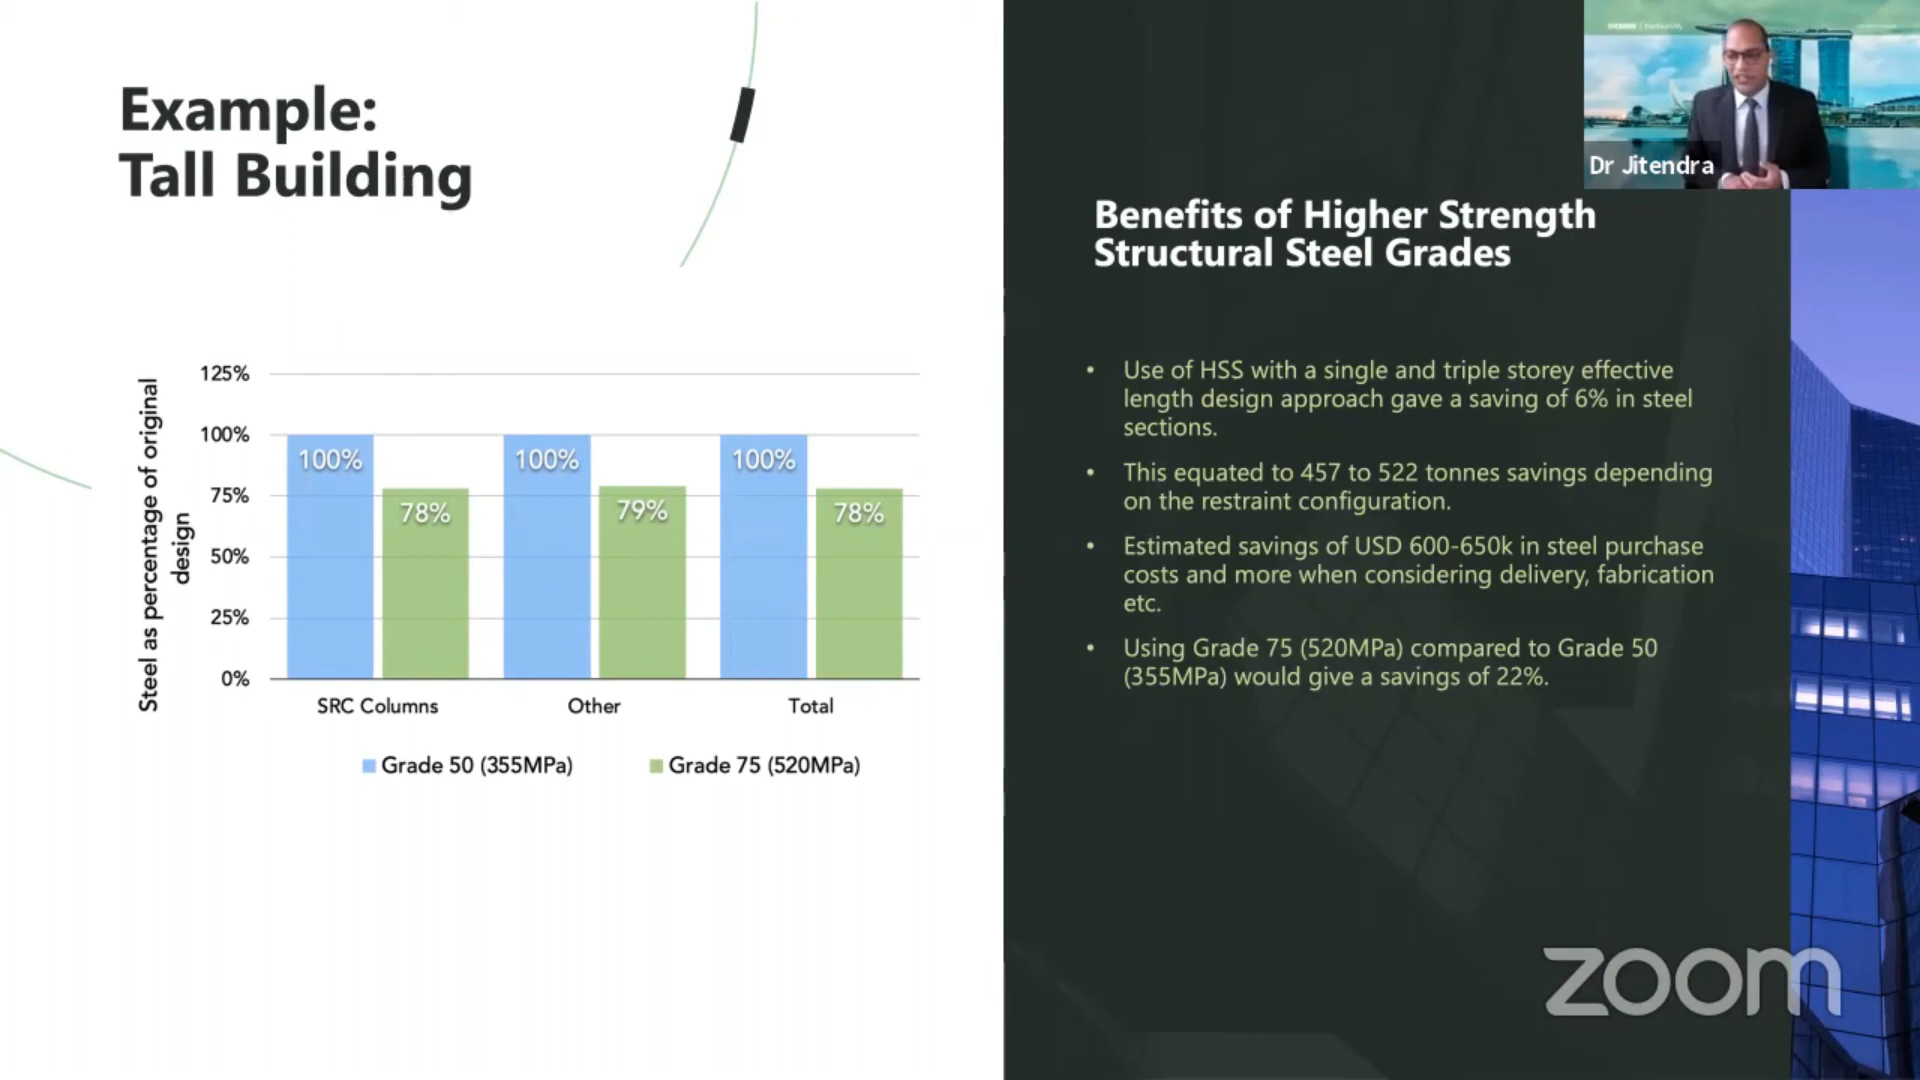 Example:
Tall Building
Steel as percentage of original
design
125%
100%
75%
50%
25%
0%
100%
78%
100%
79%
100%
78%
SRC Columns
Other
Total
Grade 50 (355MPa)
Grade 75 (520MPa)
Dr Jitendra
Benefits of Higher Strength
Structural Steel Grades
• Use of HSS with a single and triple storey effective
length design approach gave a saving of 6% in steel
sections.
• This equated to 457 to 522 tonnes savings depending
on the restraint configuration.
• Estimated savings of USD 600-650k in steel purchase
costs and more when considering delivery, fabrication
etc.
• Using Grade 75 (520MPa) compared to Grade 50
(355MPa) would give a savings of 22%.
zoom